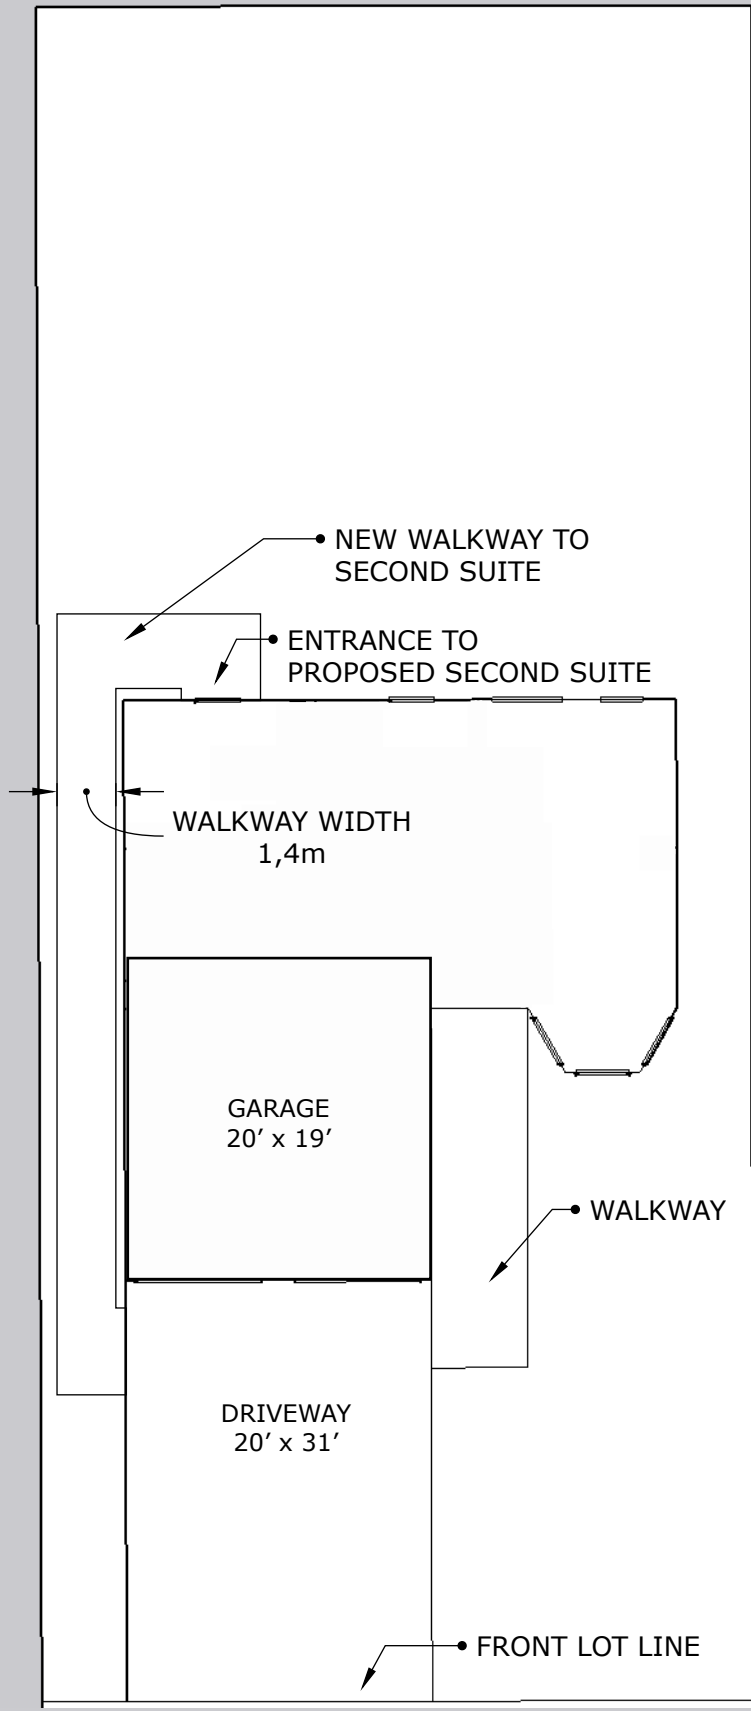 NEW WALKWAY TO
SECOND SUITE
ENTRANCE TO
PROPOSED SECOND SUITE
WALKWAY WIDTH
1,4m
GARAGE
20’ x 19’
WALKWAY
DRIVEWAY
20’ x 31’
FRONT LOT LINE